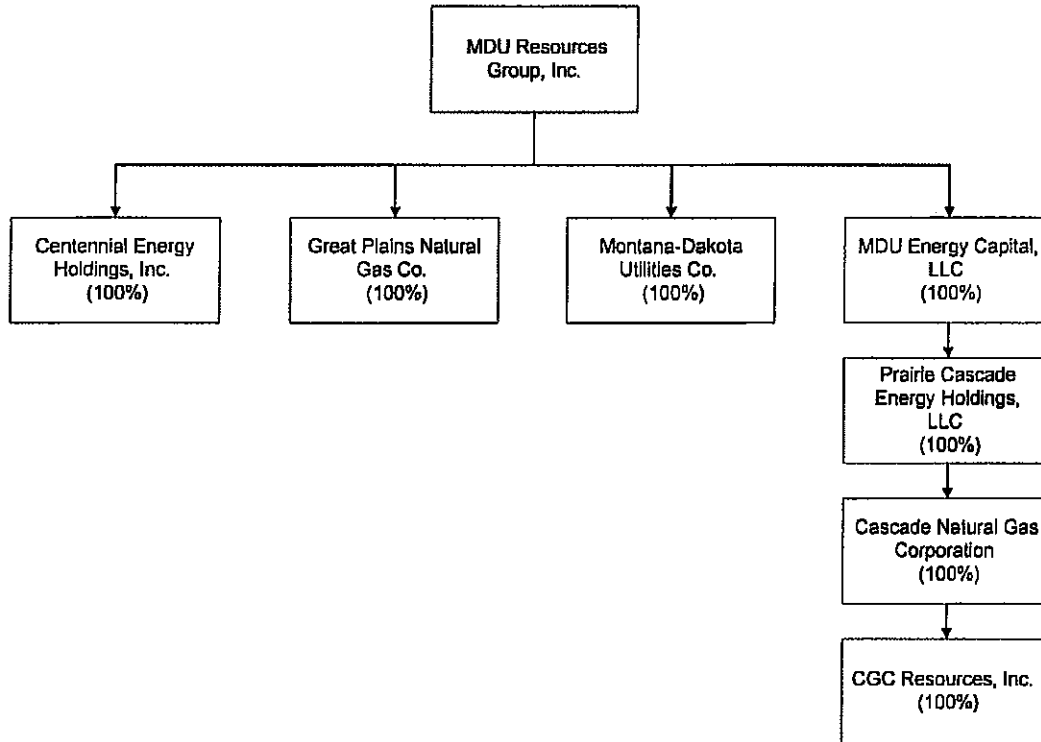 MDU Resources
Group, Inc.
Centennial Energy
Holdings, Inc.
(100%)
Great Plains Natural
Gas Co.
(100%)
Montana-Dakota
Utilities Co.
(100%)
MDU Energy Capital,
LLC
(100%)
Prairie Cascade
Energy Holdings,
LLC
(100%)
Cascade Natural Gas
Corporation
(100%)
CGC Resources, Inc.
(100%)